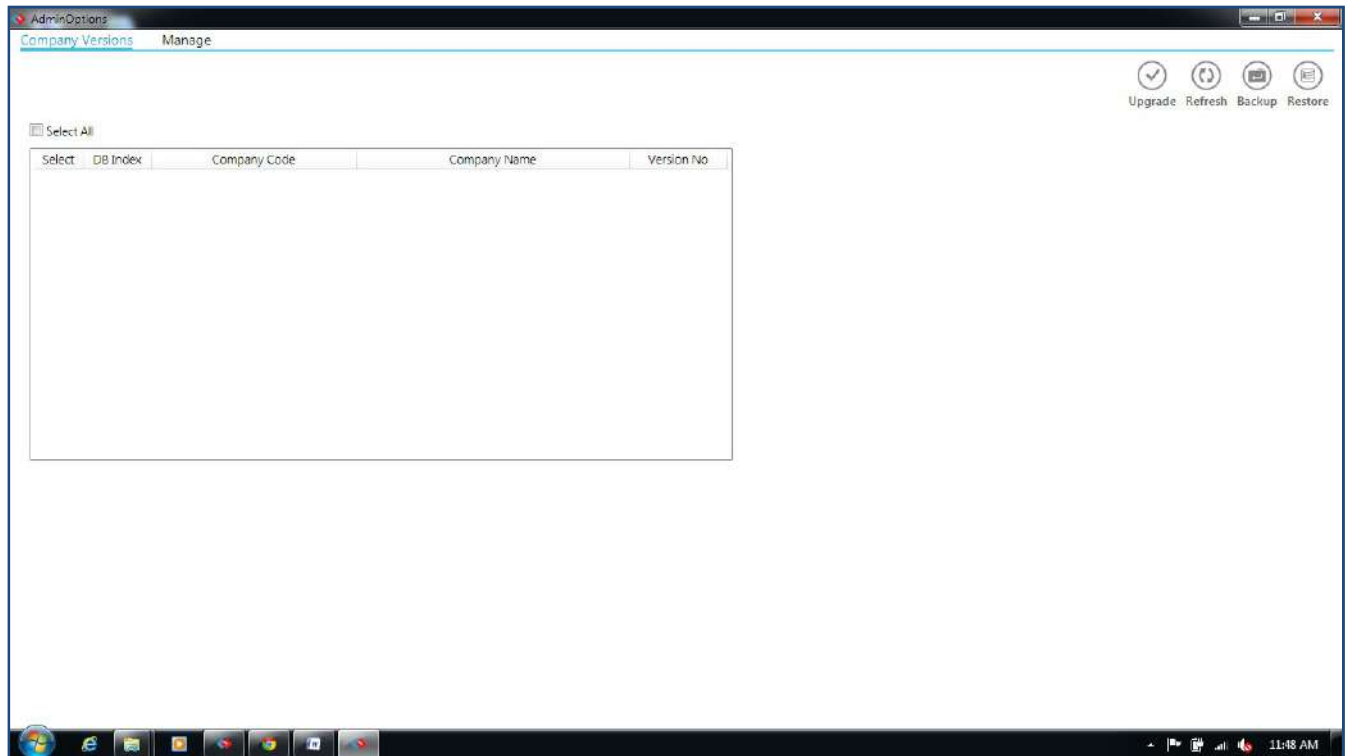 AdminOptions
Company Versions Manage
Upgrade Refresh Backup Restore
Select All
Select DB Index Company Code Company Name Version No
11:48 AM